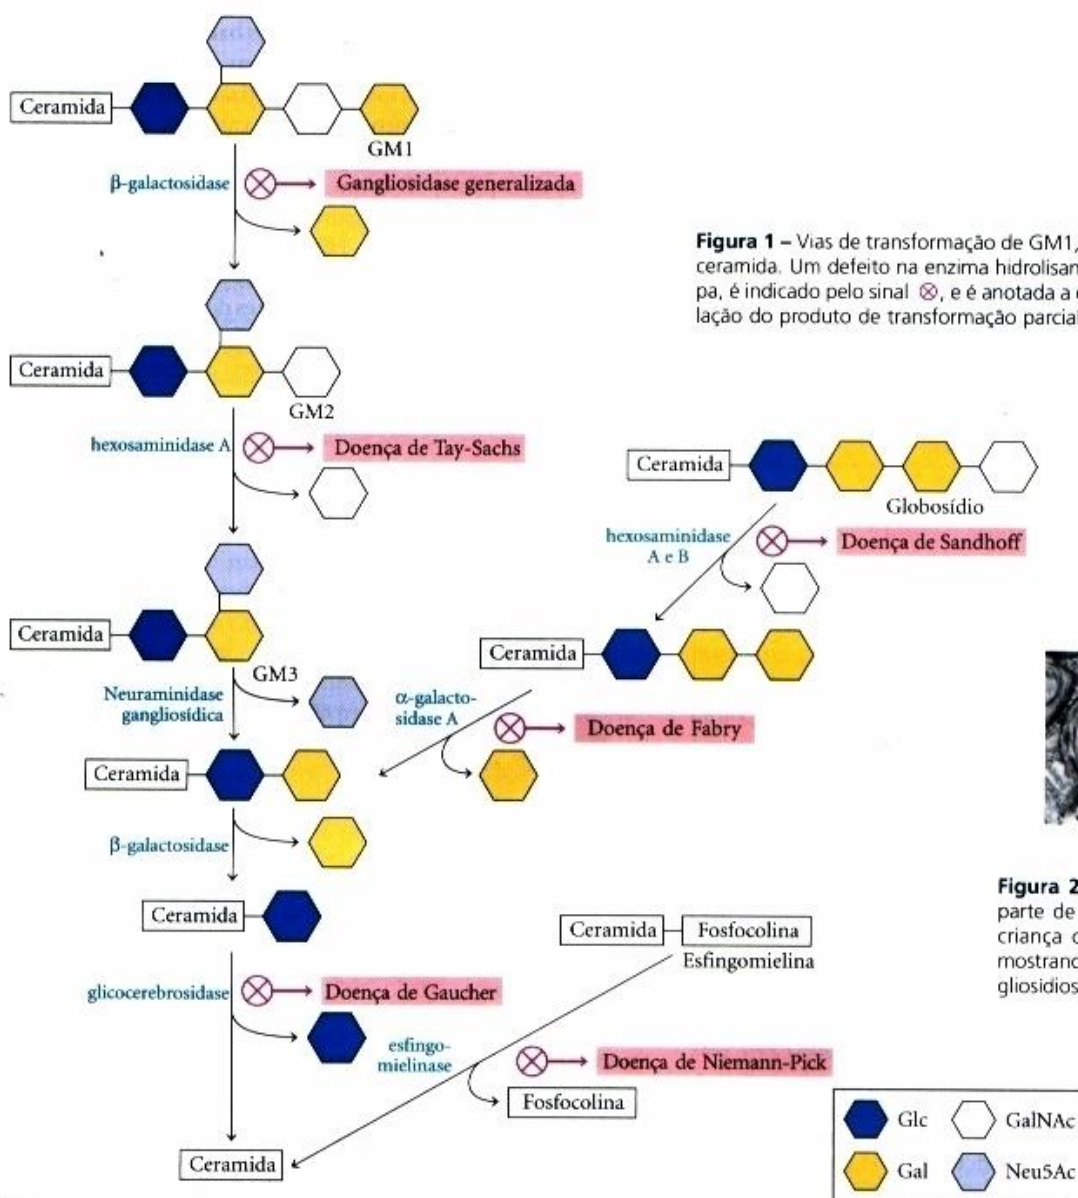 Ceramida
GM1
β-galactosidase
Gangliosidase generalizada
Figura 1 – Vias de transformação de GM1,
ceramida. Um defeito na enzima hidrolisan
pa, é indicado pelo sinal ⊗, e é anotada a
lação do produto de transformação parcial
Ceramida
GM2
hexosaminidase A
Doença de Tay-Sachs
Ceramida
Globosídio
hexosaminidase
A e B
Doença de Sandhoff
Ceramida
GM3
Ceramida
Neuraminidase
gangliosídica
α-galacto-
sidase A
Doença de Fabry
Ceramida
β-galactosidase
Ceramida
Figura 2
parte de
criança
mostrand
gliosidios
Ceramida
Fosfocolina
Esfingomielina
glicocerebrosidase
Doença de Gaucher
esfingo-
mielinase
Doença de Niemann-Pick
Fosfocolina
Ceramida
Glc
GalNAc
Gal
Neu5Ac